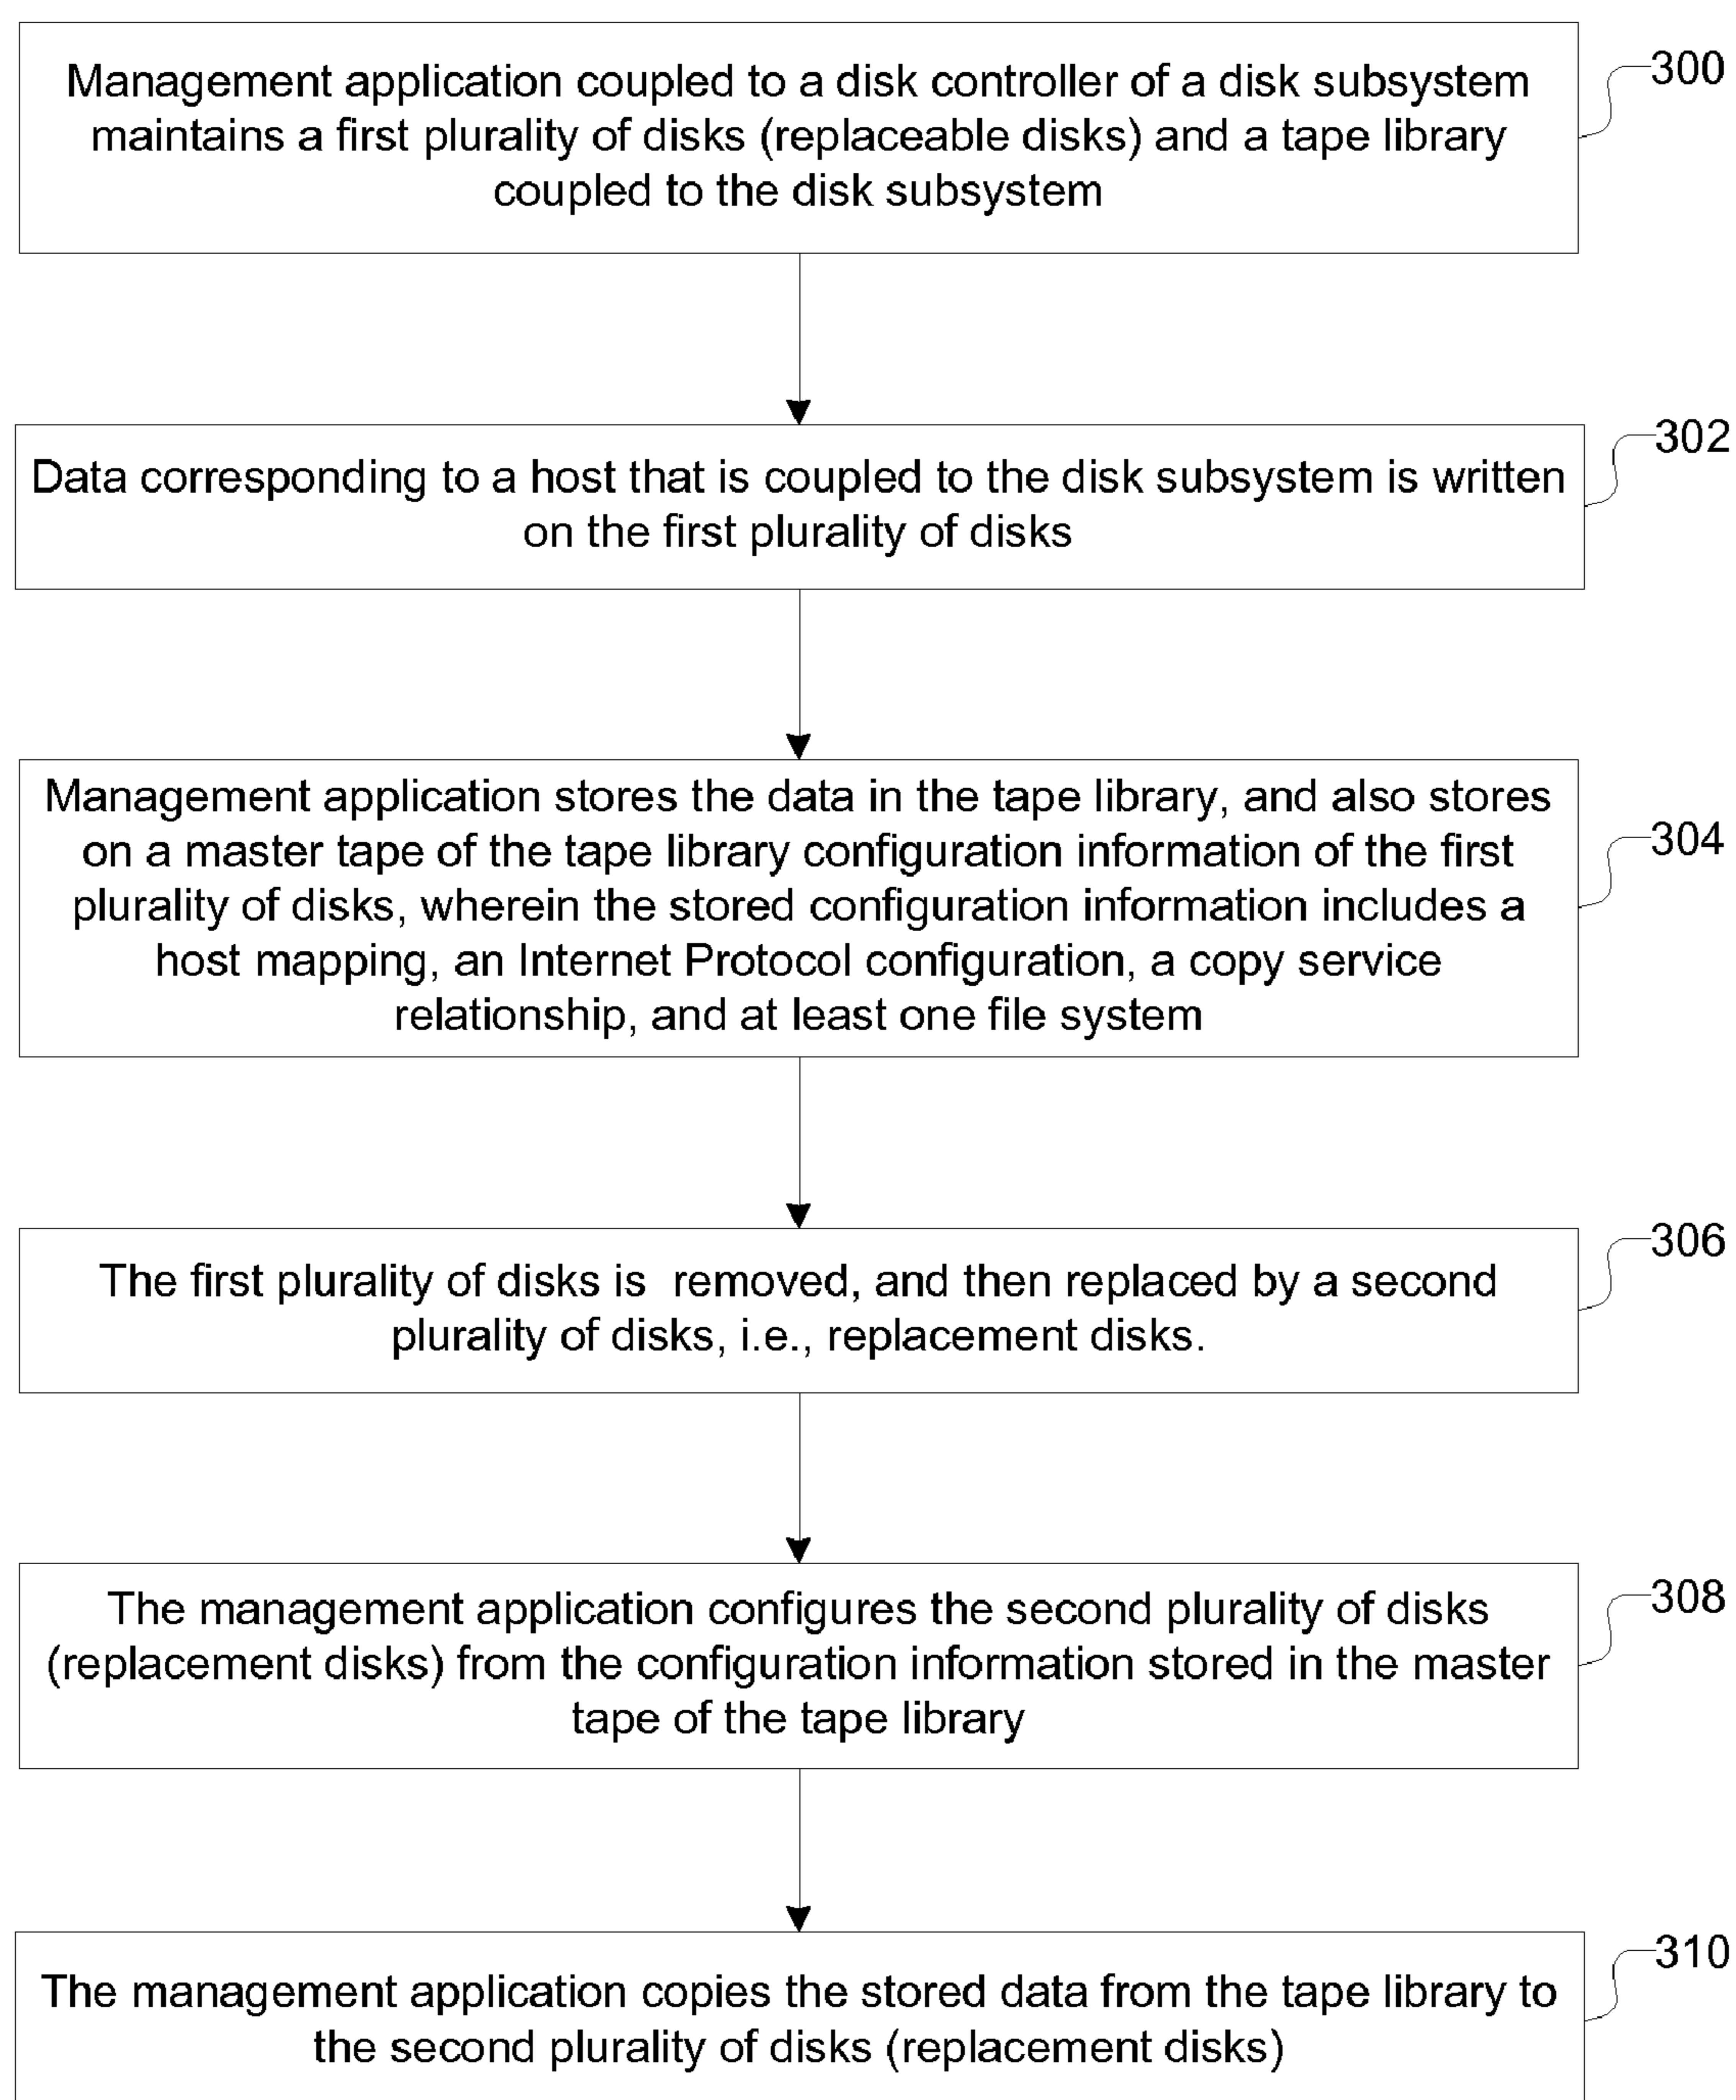 Management application coupled to a disk controller of a disk subsystem
maintains a first plurality of disks (replaceable disks) and a tape library
coupled to the disk subsystem
300
Data corresponding to a host that is coupled to the disk subsystem is written
on the first plurality of disks
302
Management application stores the data in the tape library, and also stores
on a master tape of the tape library configuration information of the first
plurality of disks, wherein the stored configuration information includes a
host mapping, an Internet Protocol configuration, a copy service
relationship, and at least one file system
304
The first plurality of disks is  removed, and then replaced by a second
plurality of disks, i.e., replacement disks.
306
The management application configures the second plurality of disks
(replacement disks) from the configuration information stored in the master
tape of the tape library
308
The management application copies the stored data from the tape library to
the second plurality of disks (replacement disks)
310